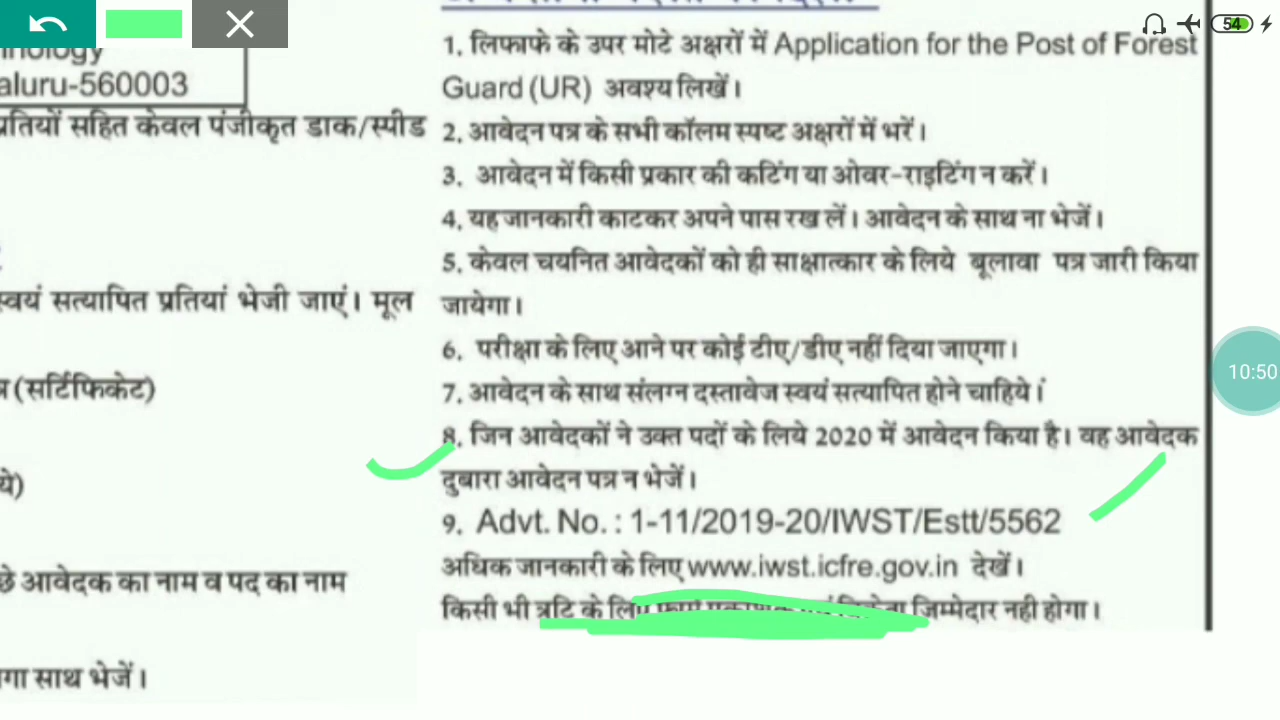 aluru-560003
प्रतियों सहित केवल पंजीकृत डाक/स्पीड
स्वयं सत्यापित प्रतियां भेजी जाएं। मूल
(सर्टिफिकेट)
ये)
छे आवेदक का नाम व पद का नाम
गा साथ भेजें।
1. लिफाफे के उपर मोटे अक्षरों में Application for the Post of Forest
Guard (UR) अवश्य लिखें।
2. आवेदन पत्र के सभी कॉलम स्पष्ट अक्षरों में भरें।
3. आवेदन में किसी प्रकार की कटिंग या ओवर-राइटिंग न करें।
4. यह जानकारी काटकर अपने पास रख लें। आवेदन के साथ ना भेजें।
5. केवल चयनित आवेदकों को ही साक्षात्कार के लिये बूलावा पत्र जारी किया
जायेगा।
6. परीक्षा के लिए आने पर कोई टीए/डीए नहीं दिया जाएगा।
7. आवेदन के साथ संलग्न दस्तावेज स्वयं सत्यापित होने चाहिये।ं
8. जिन आवेदकों ने उक्त पदों के लिये 2020 में आवेदन किया है। वह आवेदक
दुबारा आवेदन पत्र न भेजें।
9. Advt. No. : 1-11/2019-20/IWST/Estt/5562
अधिक जानकारी के लिए www.iwst.icfre.gov.in देखें।
किसी भी त्रटि के लिए जिम्मेदार नही होगा।
54
10:50